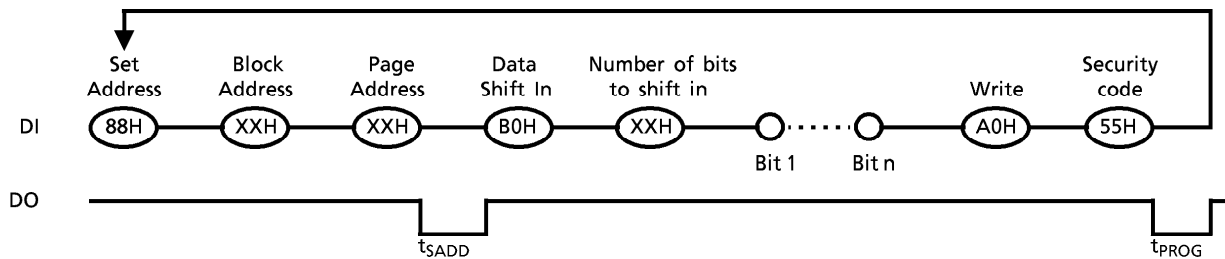 Set Block Page Data Number of bits Security
Address Address Address Shift In to shift in Write code
DI 88H XXH XXH B0H XXH A0H 55H
Bit 1 Bit n
DO
tSADD tPROG